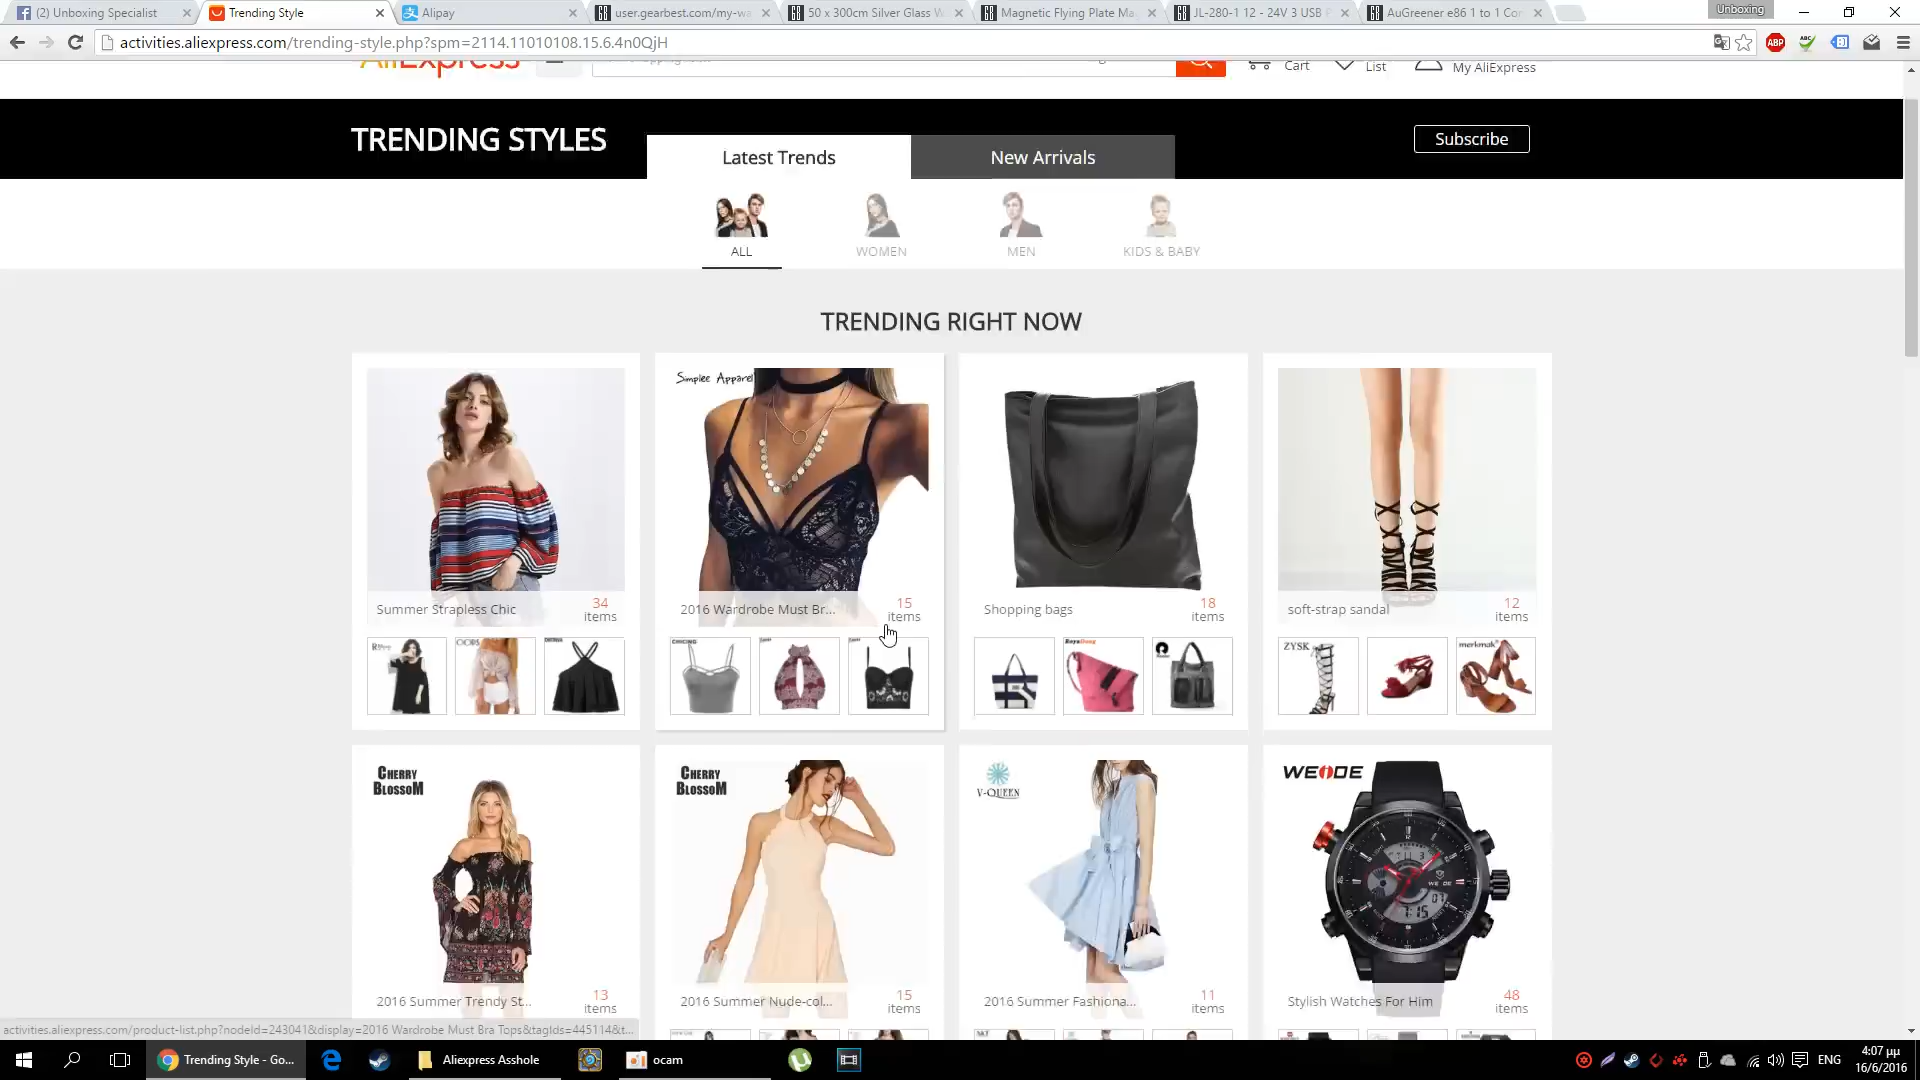 (2) Unboxing Specialist
Trending Style
Alipay
user.gearbest.com/my-wa
50 x 300cm Silver Glass W
Magnetic Flying Plate Ma
JL-280-1 12 - 24V 3 USB P
AuGreener e86 1 to 1 Cor
Unboxing
activities.aliexpress.com/trending-style.php?spm=2114.11010108.15.6.4n0QjH
ABP
ABC
AliExpress
Cart
List
My AliExpress
TRENDING STYLES
Latest Trends
New Arrivals
Subscribe
ALL
WOMEN
MEN
KIDS & BABY
TRENDING RIGHT NOW
Simplee Apparel
Summer Strapless Chic
34 items
2016 Wardrobe Must Br...
15 items
Shopping bags
18 items
soft-strap sandal
12 items
CHICING
BoyaDong
ZYSK
merkmak
CHERRY BLOSSOM
CHERRY BLOSSOM
V-QUEEN
WEIDE
2016 Summer Trendy St...
13 items
2016 Summer Nude-col...
15 items
2016 Summer Fashiona...
11 items
Stylish Watches For Him
48 items
activities.aliexpress.com/product-list.php?nodeId=243041&display=2016 Wardrobe Must Bra Tops&tagIds=445114&t...
Trending Style - Go...
Aliexpress Asshole
ocam
ENG
4:07 μμ
16/6/2016